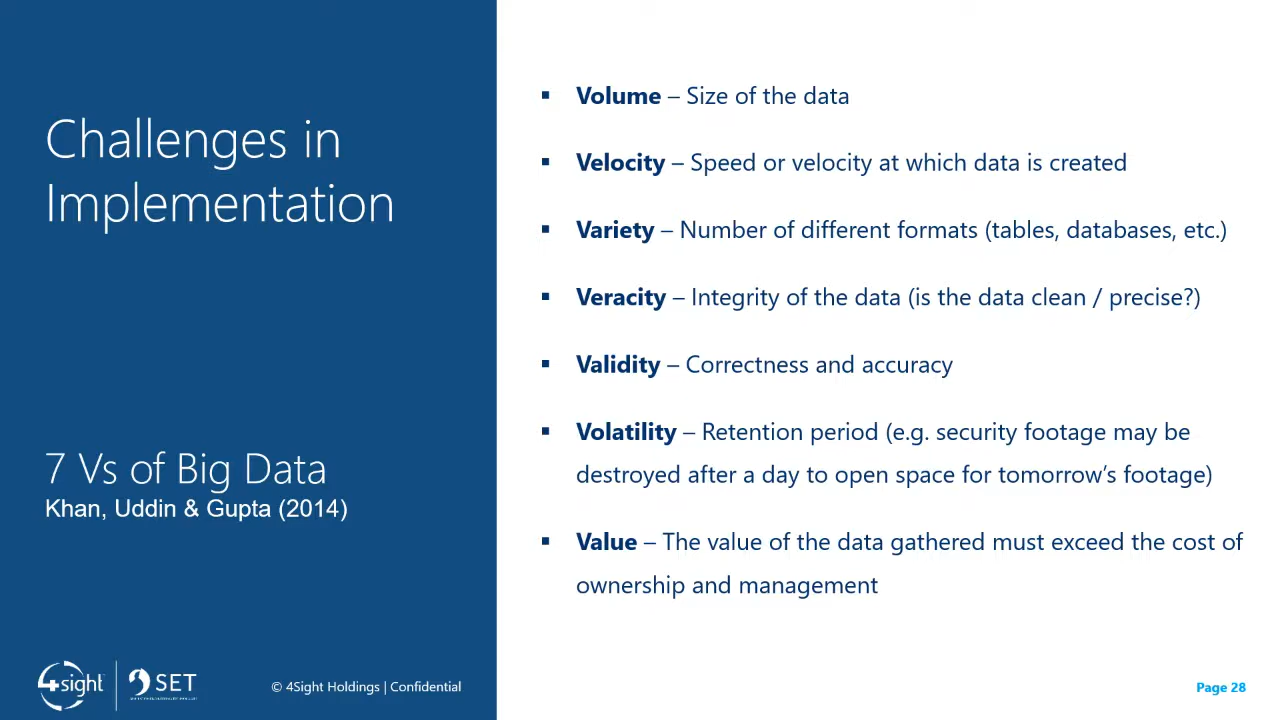 Challenges in
Implementation
7 Vs of Big Data
Khan, Uddin & Gupta (2014)
▪ Volume – Size of the data
▪ Velocity – Speed or velocity at which data is created
▪ Variety – Number of different formats (tables, databases, etc.)
▪ Veracity – Integrity of the data (is the data clean / precise?)
▪ Validity – Correctness and accuracy
▪ Volatility – Retention period (e.g. security footage may be
destroyed after a day to open space for tomorrow’s footage)
▪ Value – The value of the data gathered must exceed the cost of
ownership and management
4sight
SET
© 4Sight Holdings | Confidential
Page 28